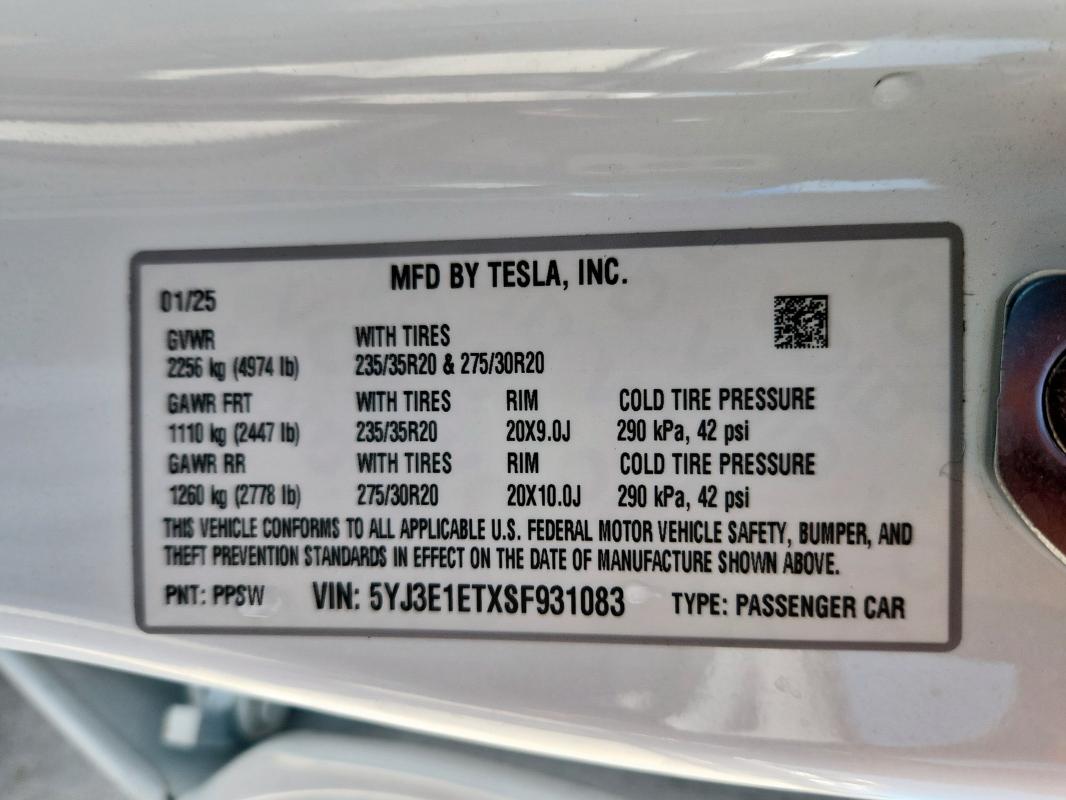 MFD BY TESLA, INC.
01/25
GVWR WITH TIRES
2256 kg (4974 lb) 235/35R20 & 275/30R20
GAWR FRT WITH TIRES RIM COLD TIRE PRESSURE
1110 kg (2447 lb) 235/35R20 20X9.0J 290 kPa, 42 psi
GAWR RR WITH TIRES RIM COLD TIRE PRESSURE
1260 kg (2778 lb) 275/30R20 20X10.0J 290 kPa, 42 psi
THIS VEHICLE CONFORMS TO ALL APPLICABLE U.S. FEDERAL MOTOR VEHICLE SAFETY, BUMPER, AND
THEFT PREVENTION STANDARDS IN EFFECT ON THE DATE OF MANUFACTURE SHOWN ABOVE.
PNT: PPSW VIN: 5YJ3E1ETXSF931083 TYPE: PASSENGER CAR